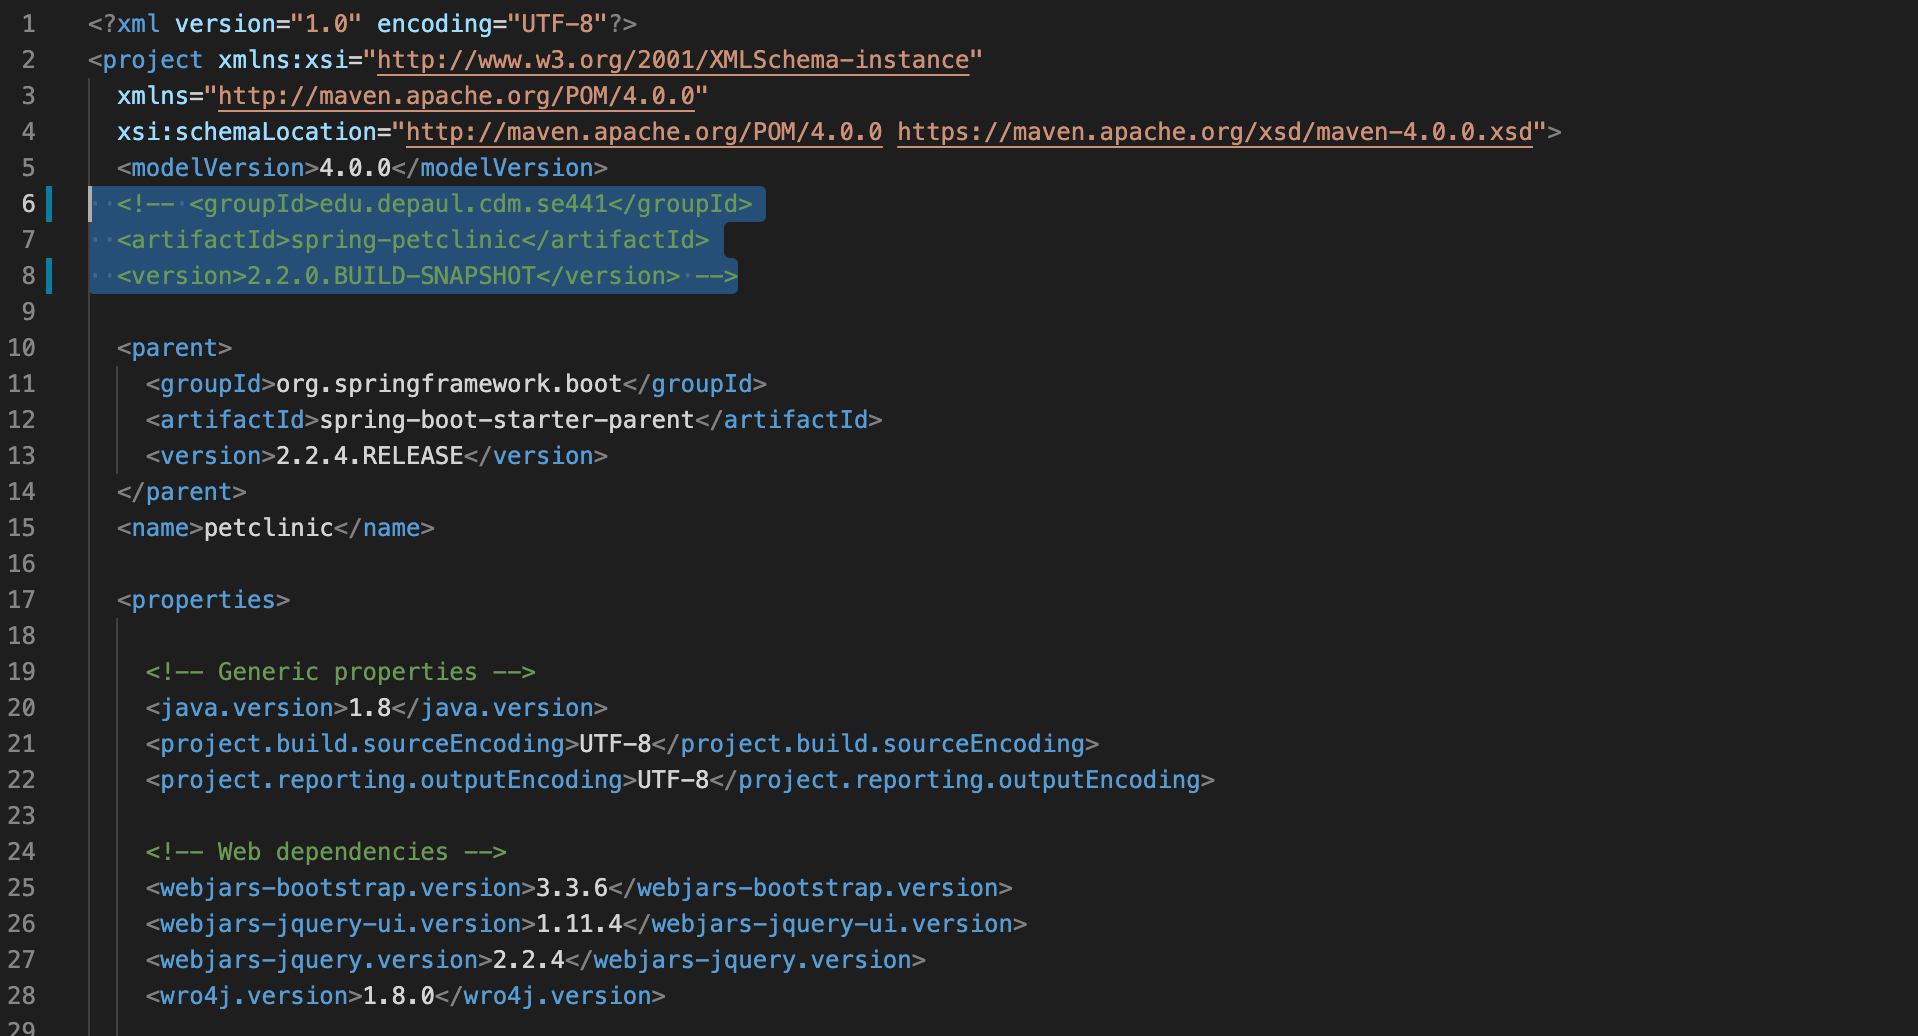 1 <?xml version="1.0" encoding="UTF-8"?>
2 <project xmlns:xsi="http://www.w3.org/2001/XMLSchema-instance"
3 xmlns="http://maven.apache.org/POM/4.0.0"
4 xsi:schemaLocation="http://maven.apache.org/POM/4.0.0 https://maven.apache.org/xsd/maven-4.0.0.xsd">
5 <modelVersion>4.0.0</modelVersion>
6 <!-- <groupId>edu.depaul.cdm.se441</groupId>
7 <artifactId>spring-petclinic</artifactId>
8 <version>2.2.0.BUILD-SNAPSHOT</version> -->
9
10 <parent>
11 <groupId>org.springframework.boot</groupId>
12 <artifactId>spring-boot-starter-parent</artifactId>
13 <version>2.2.4.RELEASE</version>
14 </parent>
15 <name>petclinic</name>
16
17 <properties>
18
19 <!-- Generic properties -->
20 <java.version>1.8</java.version>
21 <project.build.sourceEncoding>UTF-8</project.build.sourceEncoding>
22 <project.reporting.outputEncoding>UTF-8</project.reporting.outputEncoding>
23
24 <!-- Web dependencies -->
25 <webjars-bootstrap.version>3.3.6</webjars-bootstrap.version>
26 <webjars-jquery-ui.version>1.11.4</webjars-jquery-ui.version>
27 <webjars-jquery.version>2.2.4</webjars-jquery.version>
28 <wro4j.version>1.8.0</wro4j.version>
29